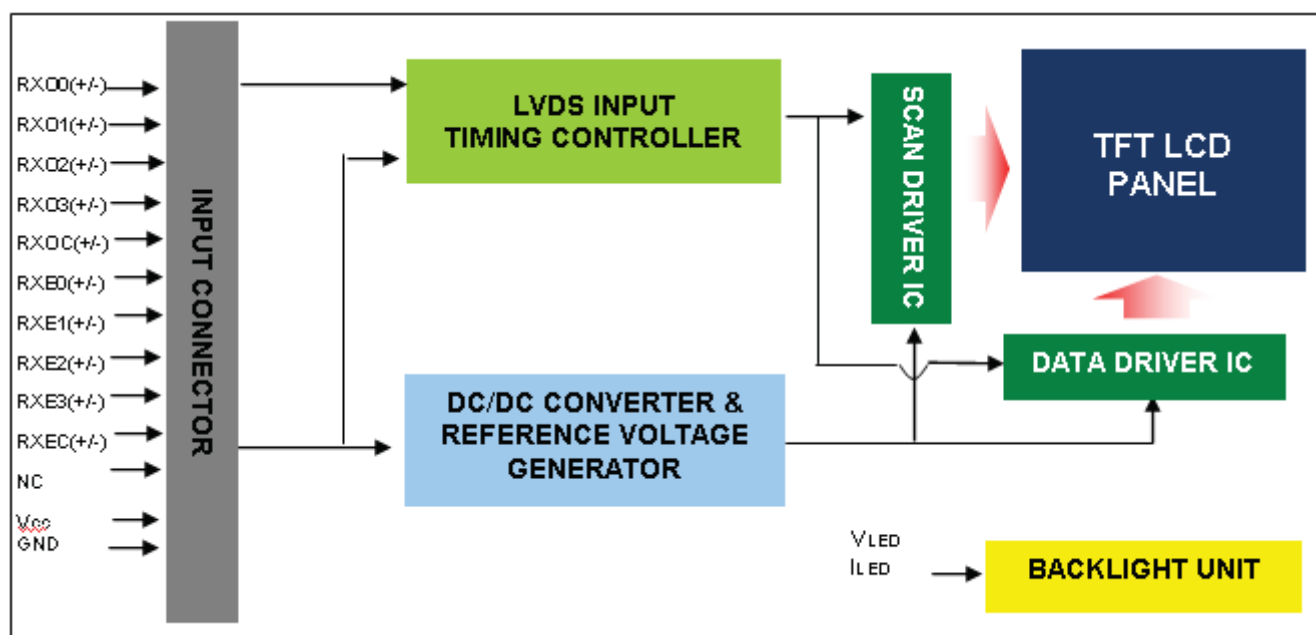 RXO0(+/-)
RXO1(+/-)
RXO2(+/-)
RXO3(+/-)
RXOC(+/-)
RXE0(+/-)
RXE1(+/-)
RXE2(+/-)
RXE3(+/-)
RXEC(+/-)
NC
Vcc
GND
INPUT CONNECTOR
LVDS INPUT
TIMING CONTROLLER
DC/DC CONVERTER &
REFERENCE VOLTAGE
GENERATOR
SCAN DRIVER IC
TFT LCD
PANEL
DATA DRIVER IC
VLED
ILED
BACKLIGHT UNIT